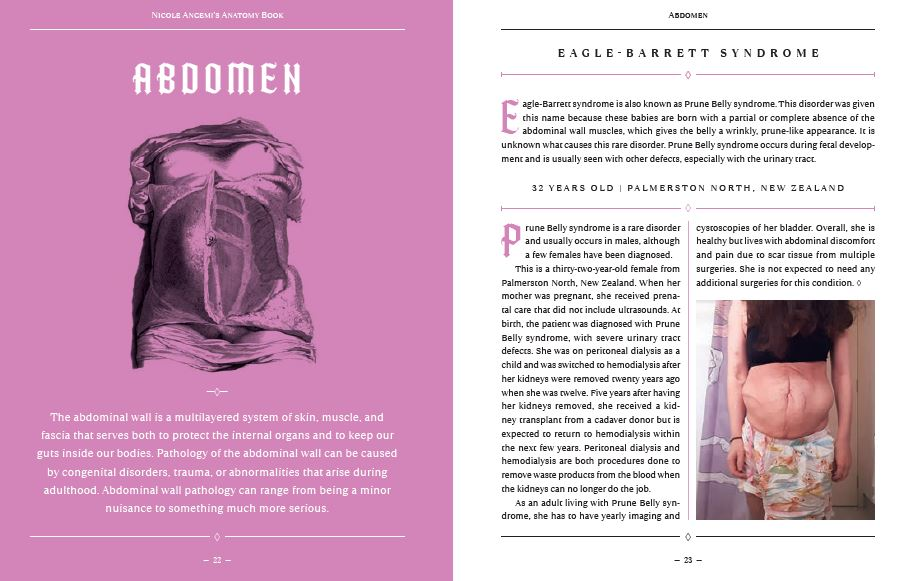 Nicole Angemi's Anatomy Book
ABDOMEN
The abdominal wall is a multilayered system of skin, muscle, and
fascia that serves both to protect the internal organs and to keep our
guts inside our bodies. Pathology of the abdominal wall can be caused
by congenital disorders, trauma, or abnormalities that arise during
adulthood. Abdominal wall pathology can range from being a minor
nuisance to something much more serious.
— 22 —
Abdomen
EAGLE-BARRETT SYNDROME
Eagle-Barrett syndrome is also known as Prune Belly syndrome. This disorder was given
this name because these babies are born with a partial or complete absence of the
abdominal wall muscles, which gives the belly a wrinkly, prune-like appearance. It is
unknown what causes this rare disorder. Prune Belly syndrome occurs during fetal develop-
ment and is usually seen with other defects, especially with the urinary tract.
32 YEARS OLD | PALMERSTON NORTH, NEW ZEALAND
Prune Belly syndrome is a rare disorder
and usually occurs in males, although
a few females have been diagnosed.
This is a thirty-two-year-old female from
Palmerston North, New Zealand. When her
mother was pregnant, she received prena-
tal care that did not include ultrasounds. At
birth, the patient was diagnosed with Prune
Belly syndrome, with severe urinary tract
defects. She was on peritoneal dialysis as a
child and was switched to hemodialysis after
her kidneys were removed twenty years ago
when she was twelve. Five years after having
her kidneys removed, she received a kid-
ney transplant from a cadaver donor but is
expected to return to hemodialysis within
the next few years. Peritoneal dialysis and
hemodialysis are both procedures done to
remove waste products from the blood when
the kidneys can no longer do the job.
As an adult living with Prune Belly syn-
drome, she has to have yearly imaging and
cystoscopies of her bladder. Overall, she is
healthy but lives with abdominal discomfort
and pain due to scar tissue from multiple
surgeries. She is not expected to need any
additional surgeries for this condition. ◊
— 23 —